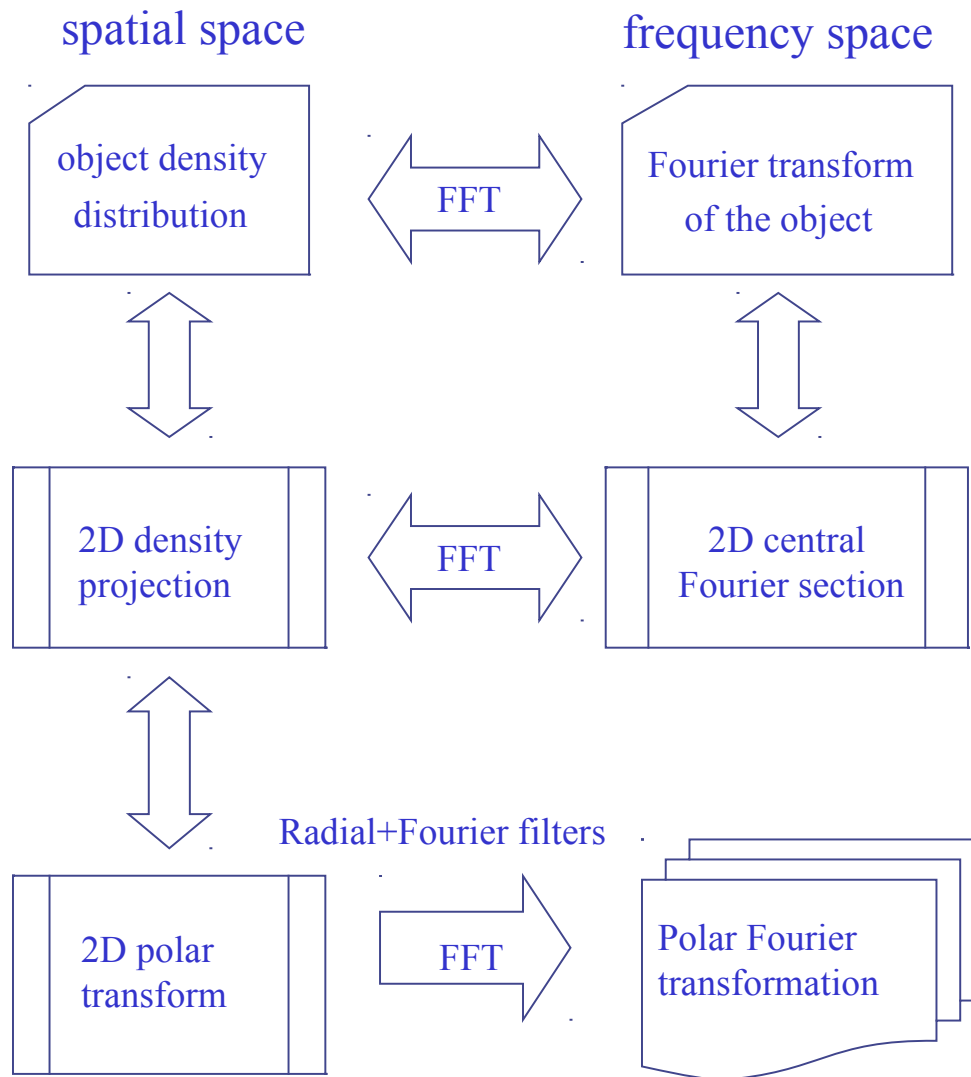 spatial space
frequency space
object density
distribution
FFT
Fourier transform
of the object
2D density
projection
FFT
2D central
Fourier section
Radial+Fourier filters
2D polar
transform
FFT
Polar Fourier
transformation